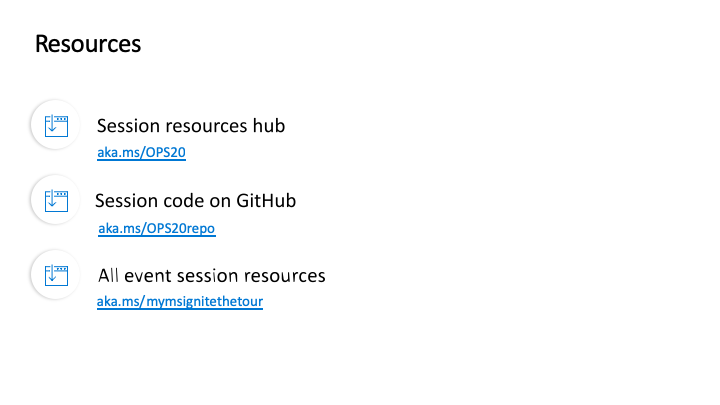 Resources
Session resources hub
aka.ms/OPS20
Session code on GitHub
aka.ms/OPS20repo
All event session resources
aka.ms/mymsignitethetour